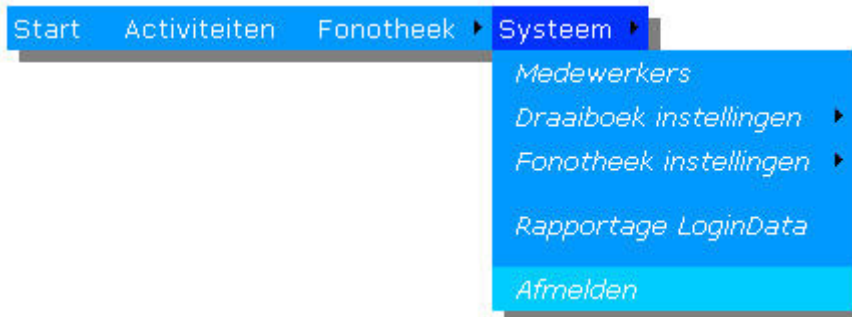 Start Activiteiten Fonotheek Systeem
Medewerkers
Draaiboek instellingen
Fonotheek instellingen
Rapportage LoginData
Afmelden